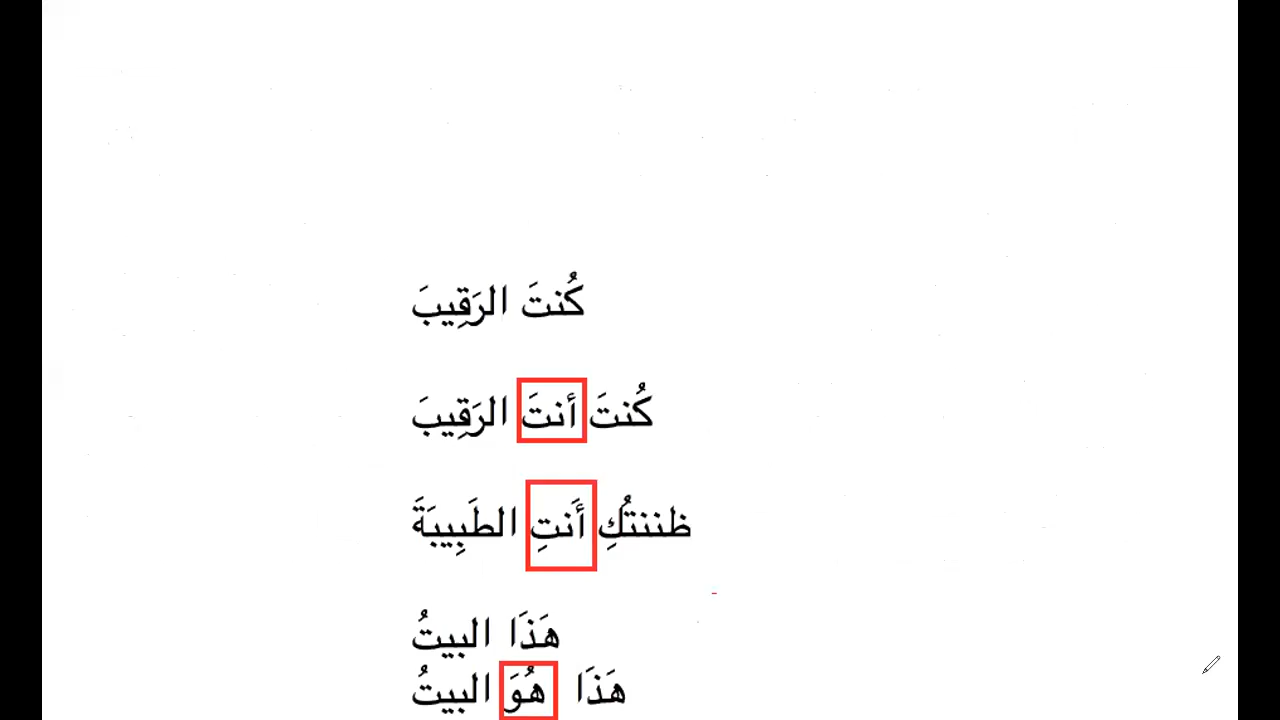 كُنتَ الرَقِيبَ
كُنتَ أنتَ الرَقِيبَ
ظننتُكِ أَنتِ الطَبِيبَةَ
هَذَا البيتُ
هَذَا هُوَ البيتُ